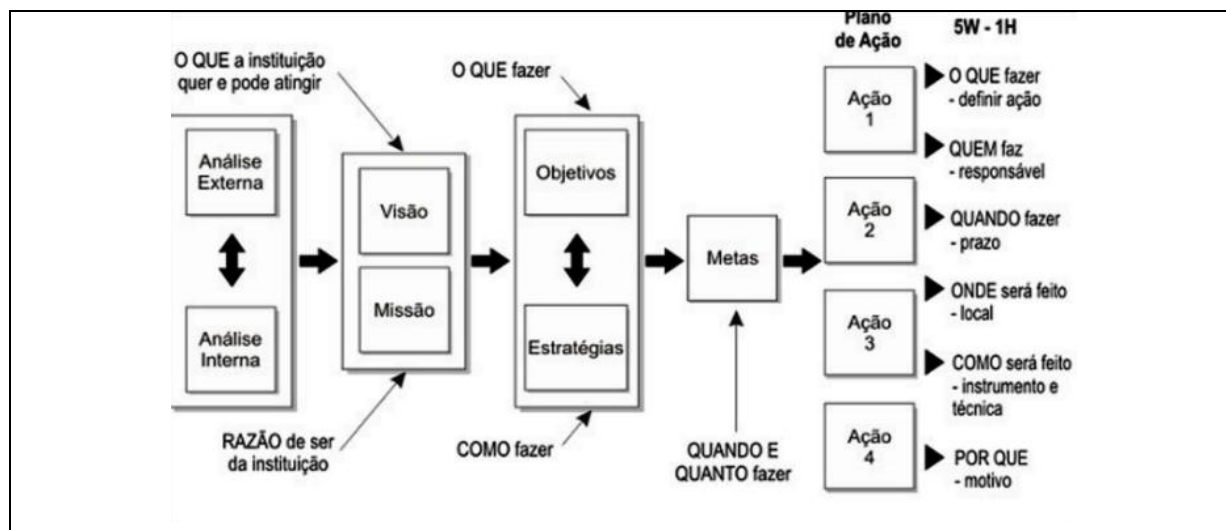 Plano
de Ação
5W - 1H
O QUE a instituição
quer e pode atingir
O QUE fazer
Análise
Externa
Análise
Interna
Visão
Missão
RAZÃO de ser
da instituição
Objetivos
Estratégias
COMO fazer
Metas
QUANDO E
QUANTO fazer
Ação
1
Ação
2
Ação
3
Ação
4
O QUE fazer
- definir ação
QUEM faz
- responsável
QUANDO fazer
- prazo
ONDE será feito
- local
COMO será feito
- instrumento e
técnica
POR QUE
- motivo